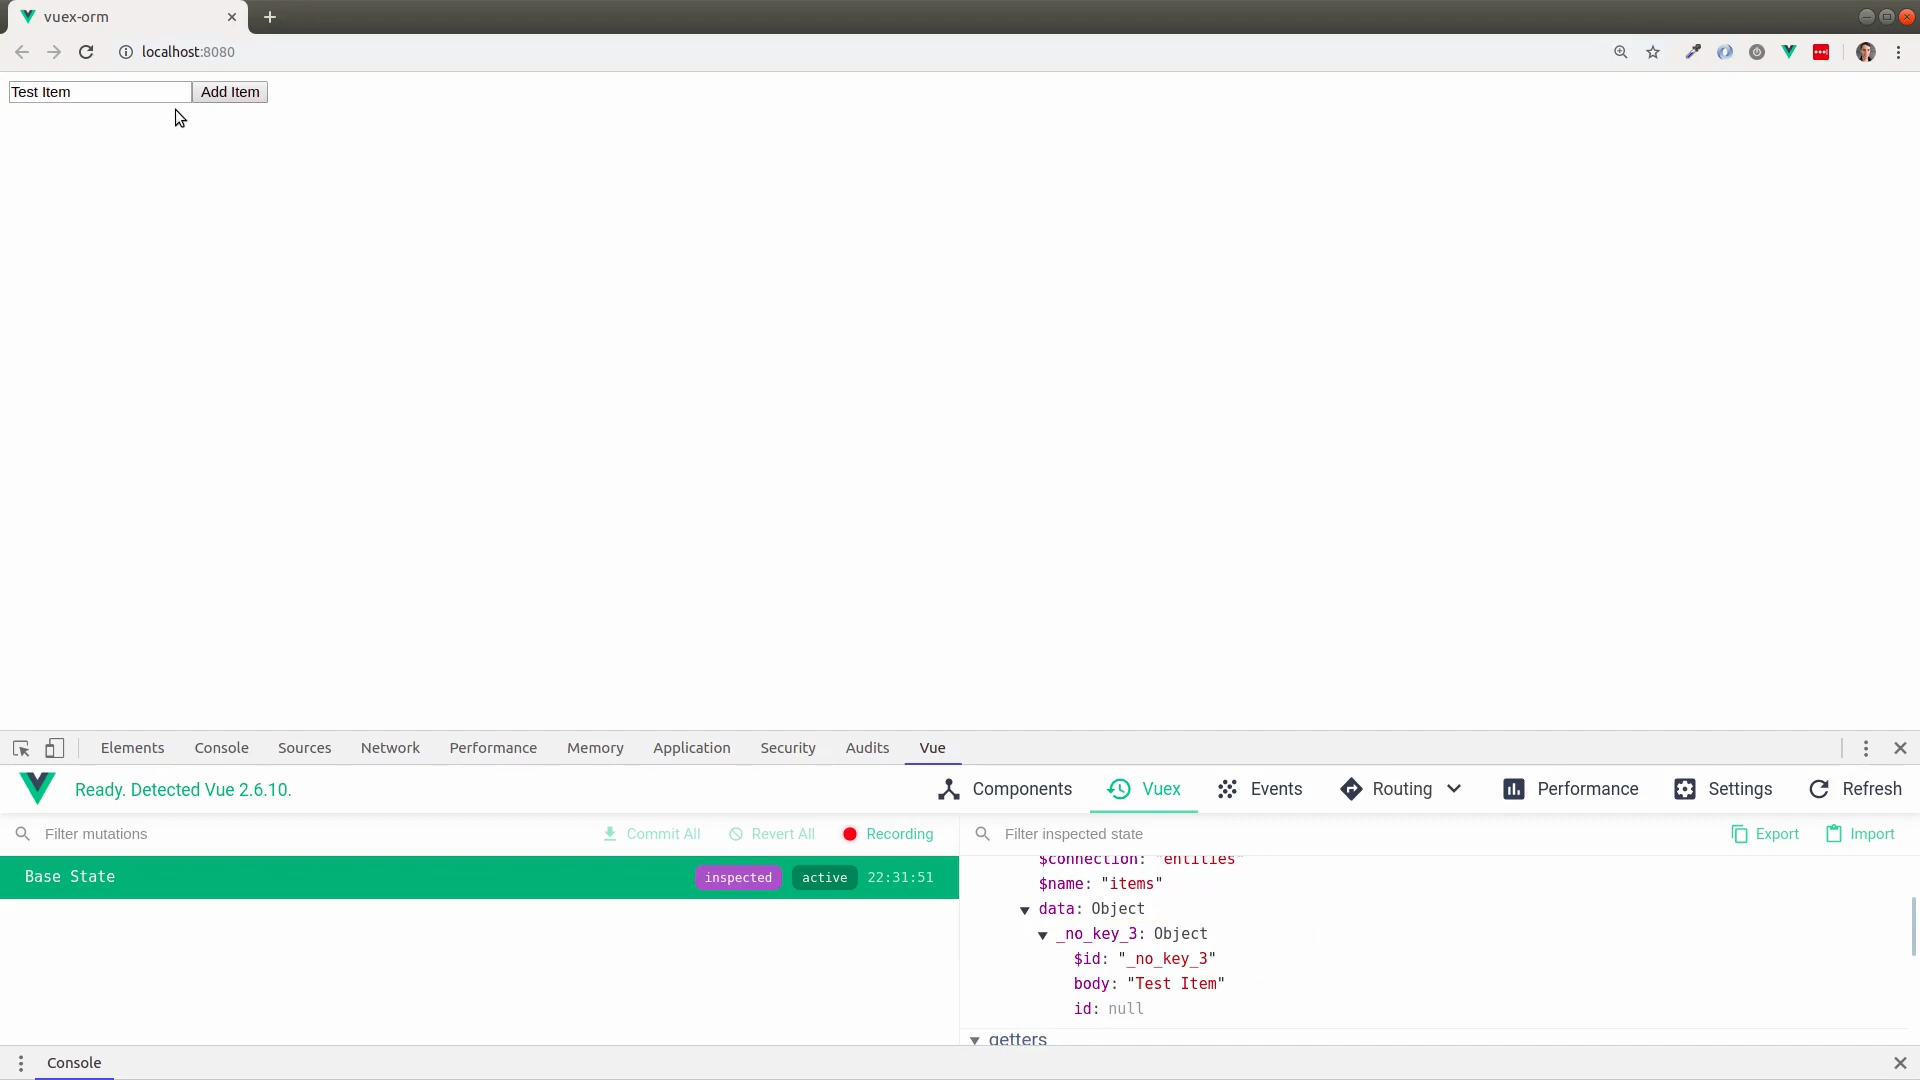 vuex-orm
localhost:8080
Test Item
Add Item
Elements Console Sources Network Performance Memory Application Security Audits Vue
Ready. Detected Vue 2.6.10.
Components Vuex Events Routing Performance Settings Refresh
Filter mutations
Commit All Revert All Recording
Filter inspected state
Export Import
Base State inspected active 22:31:51
$connection: "entities"
$name: "items"
data: Object
_no_key_3: Object
$id: "_no_key_3"
body: "Test Item"
id: null
getters
Console